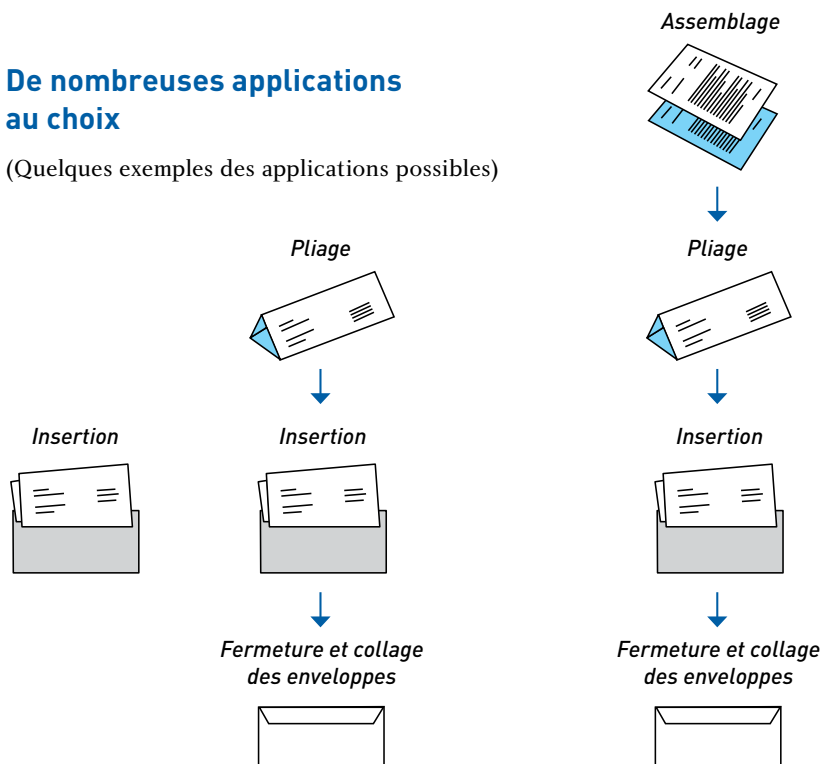 Assemblage
De nombreuses applications
au choix
(Quelques exemples des applications possibles)
Pliage
Pliage
Insertion
Insertion
Insertion
Fermeture et collage
des enveloppes
Fermeture et collage
des enveloppes